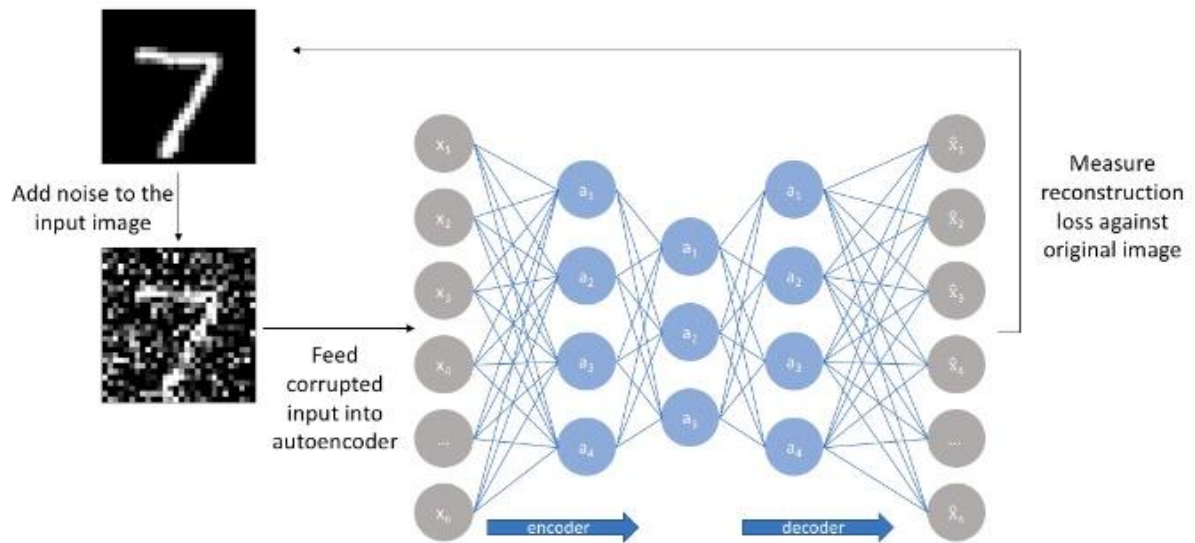 Add noise to the
input image
Feed
corrupted
input into
autoencoder
x₁
x₂
x₃
x₄
...
a₁
a₂
a₃
a₄
a₁
a₂
a₃
a₁
a₂
a₃
a₄
x̂₁
x̂₂
x̂₃
x̂₄
...
encoder
decoder
Measure
reconstruction
loss against
original image